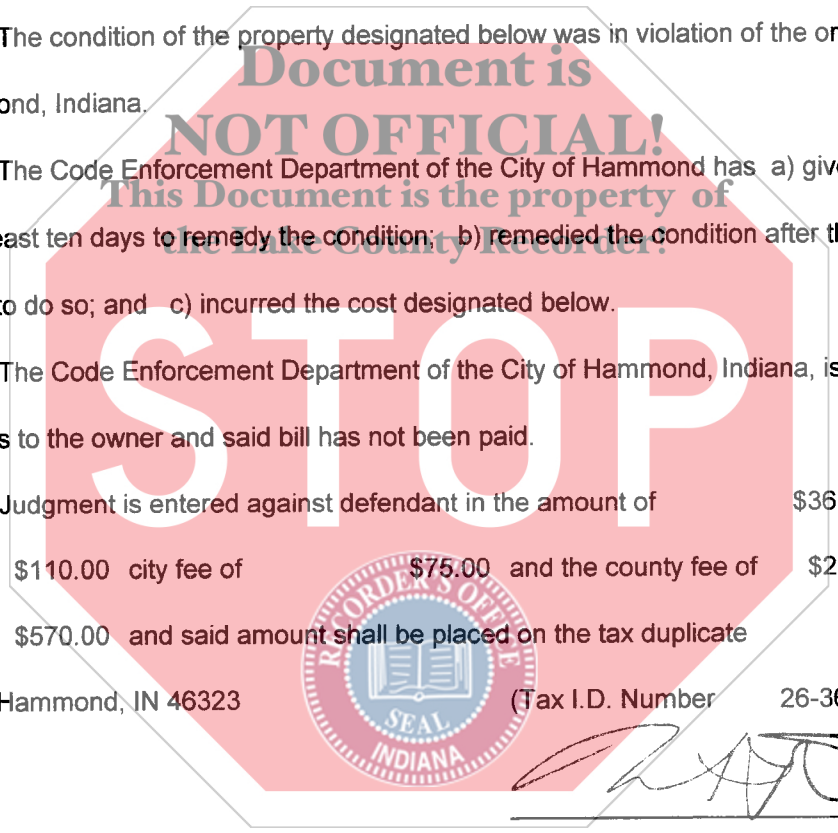 The condition of the property designated below was in violation of the or
Document is
ond, Indiana.
NOT OFFICIAL!
The Code Enforcement Department of the City of Hammond has a) give
This Document is the property of
east ten days to remedy the condition; b) remedied the condition after th
the Lake County Recorder!
to do so; and c) incurred the cost designated below.
STOP
The Code Enforcement Department of the City of Hammond, Indiana, is
s to the owner and said bill has not been paid.
Judgment is entered against defendant in the amount of $36
$110.00 city fee of $75.00 and the county fee of $2
RECORDER'S OFFICE
$570.00 and said amount shall be placed on the tax duplicate
Hammond, IN 46323 (Tax I.D. Number 26-36
SEAL
INDIANA